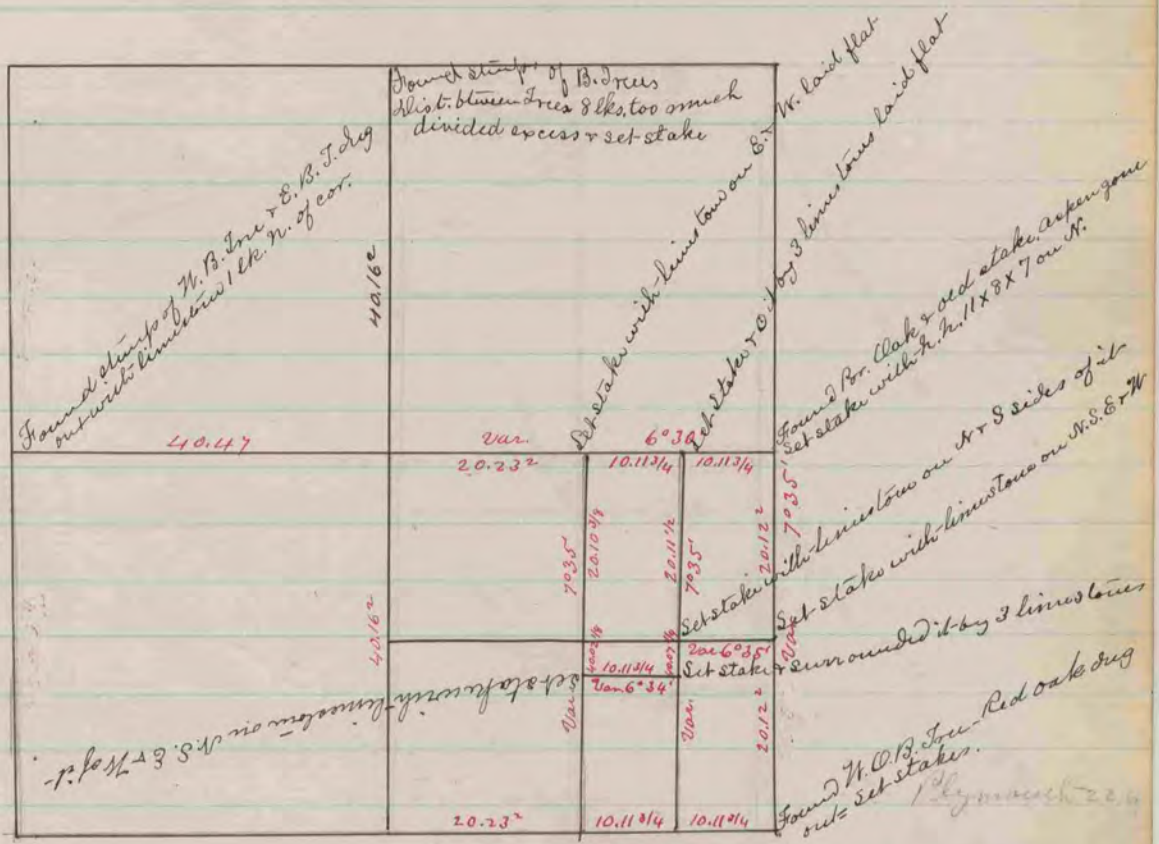 Found stumps of B. Trees
Dist. btween Trees 8 lks. too much
divided excess & set stake
Found stump of W. B. Tree & E. B. T. dug
out with limestone 1 lk. N. of cor.
40.16²
Set stake with limestone on E. & W. laid flat
Set stake & by 3 limestones laid flat
Found Bur. Oak & old stake, aspen gone
Set stake with 11 x 8 x 7 on N.
40.47
Var.
6°30'
20.23²
10.11 3/4
10.11 3/4
7°35'
20.10 3/8
20.11 1/2
7°35'
20.12²
7°35'
Var.
Set stake with limestone on N & S sides of it
Set stake with limestone on N.S.E & W
40.16²
10.11 3/4
Var. 6°35'
Set stake & surrounded it by 3 limestones
Var. 6°34'
Set stake with limestone on N.S.E & W of it
Var.
Var.
20.12²
Found W.O.B. Tree - Red oak dug
out = set stakes.
Plymouth
20.23²
10.11 3/4
10.11 3/4